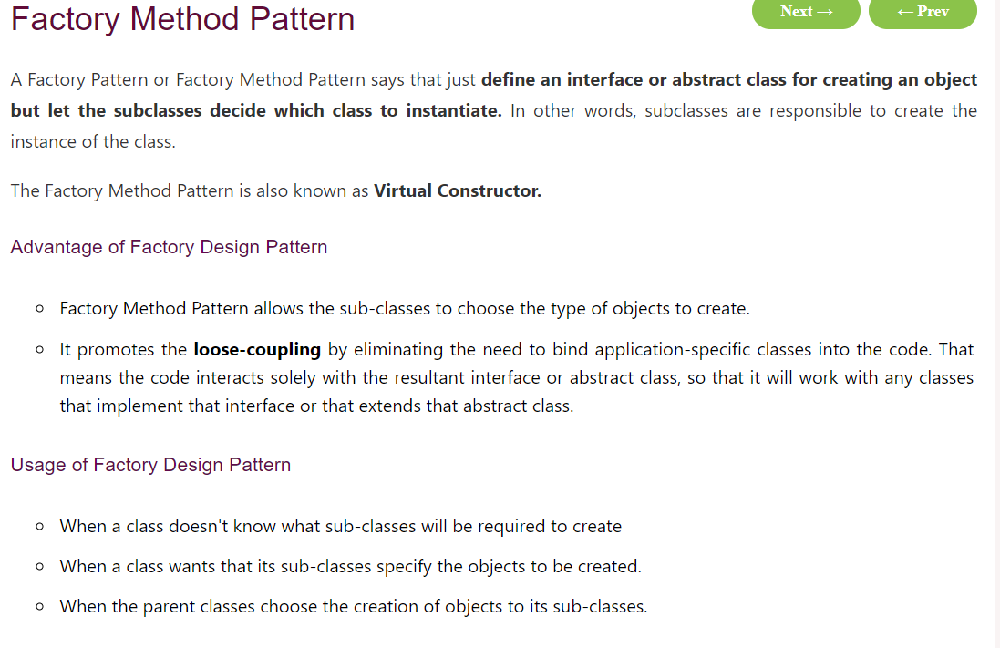 Factory Method Pattern
Next → ← Prev
A Factory Pattern or Factory Method Pattern says that just define an interface or abstract class for creating an object
but let the subclasses decide which class to instantiate. In other words, subclasses are responsible to create the
instance of the class.
The Factory Method Pattern is also known as Virtual Constructor.
Advantage of Factory Design Pattern
Factory Method Pattern allows the sub-classes to choose the type of objects to create.
It promotes the loose-coupling by eliminating the need to bind application-specific classes into the code. That
means the code interacts solely with the resultant interface or abstract class, so that it will work with any classes
that implement that interface or that extends that abstract class.
Usage of Factory Design Pattern
When a class doesn't know what sub-classes will be required to create
When a class wants that its sub-classes specify the objects to be created.
When the parent classes choose the creation of objects to its sub-classes.